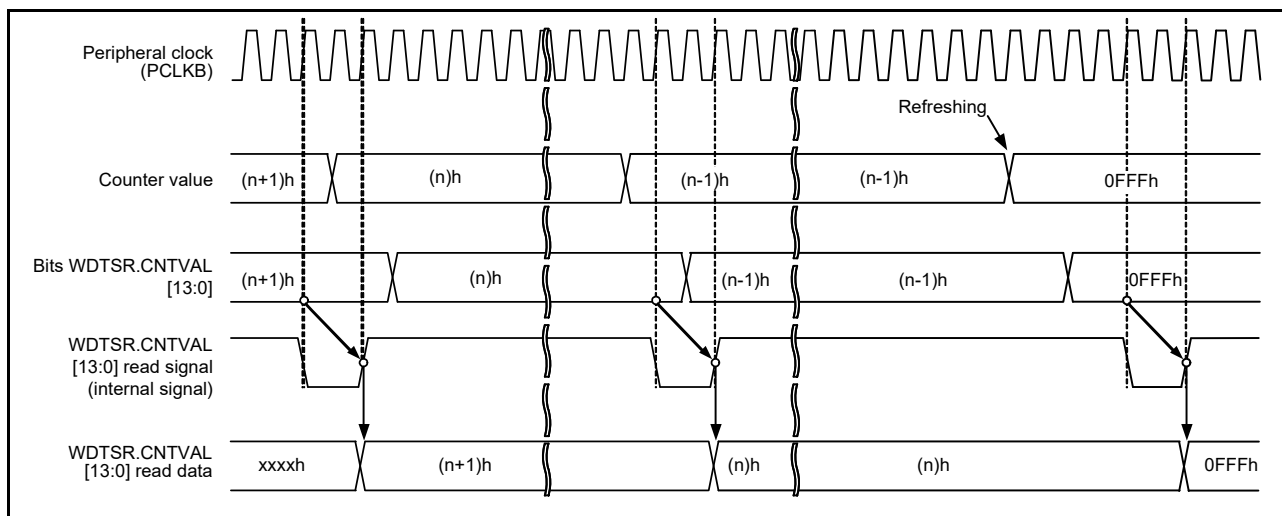 Peripheral clock
(PCLKB)
Refreshing
Counter value
(n+1)h
(n)h
(n-1)h
(n-1)h
0FFFh
Bits WDTSR.CNTVAL
[13:0]
(n+1)h
(n)h
(n-1)h
(n-1)h
0FFFh
WDTSR.CNTVAL
[13:0] read signal
(internal signal)
WDTSR.CNTVAL
[13:0] read data
xxxxh
(n+1)h
(n)h
(n)h
0FFFh